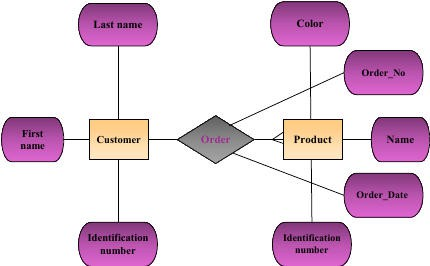 Last name
Color
Order_No
First
name
Customer
Order
Product
Name
Order_Date
Identification
number
Identification
number